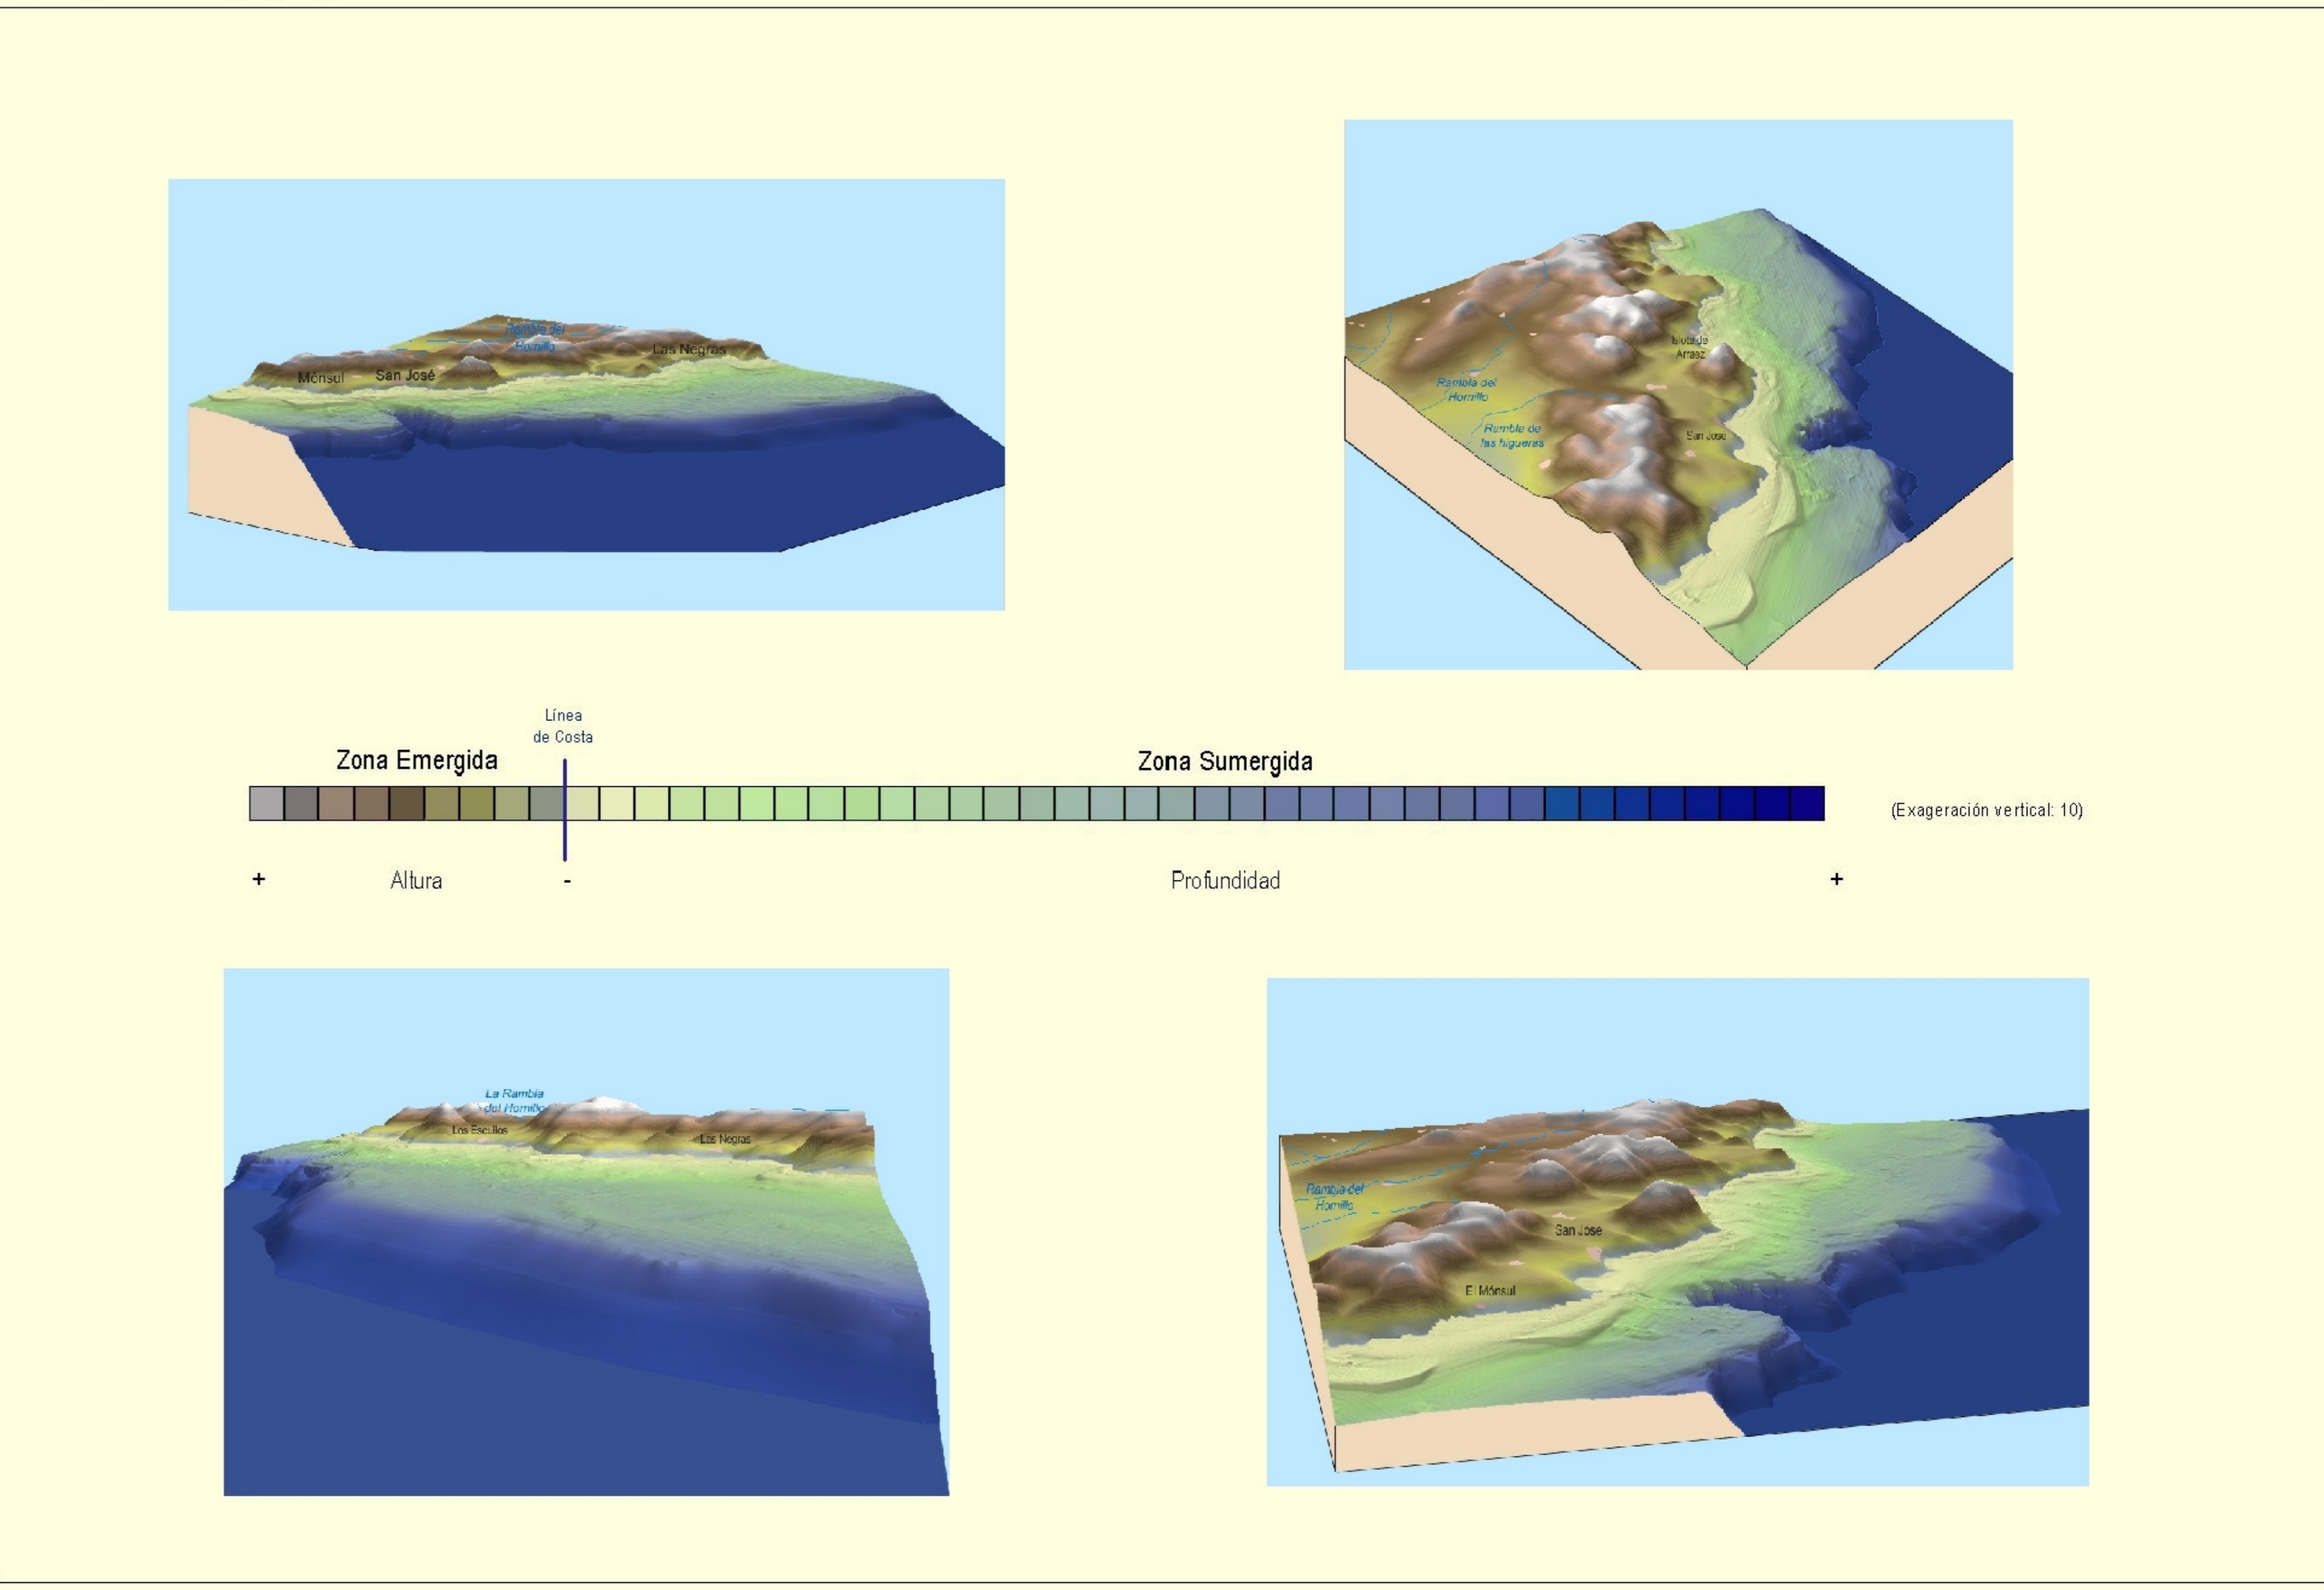 Rambla del
Hornillo
Las Negras
Mónsul
San José
Islote de
Arraez
Rambla del
Hornillo
Rambla de
las higueras
San Jose
Línea
de Costa
Zona Emergida
Zona Sumergida
(Exageración vertical: 10)
+
Altura
-
Profundidad
+
La Rambla
del Hornillo
Los Escullos
Las Negras
Rambla del
Hornillo
San Jose
El Mónsul